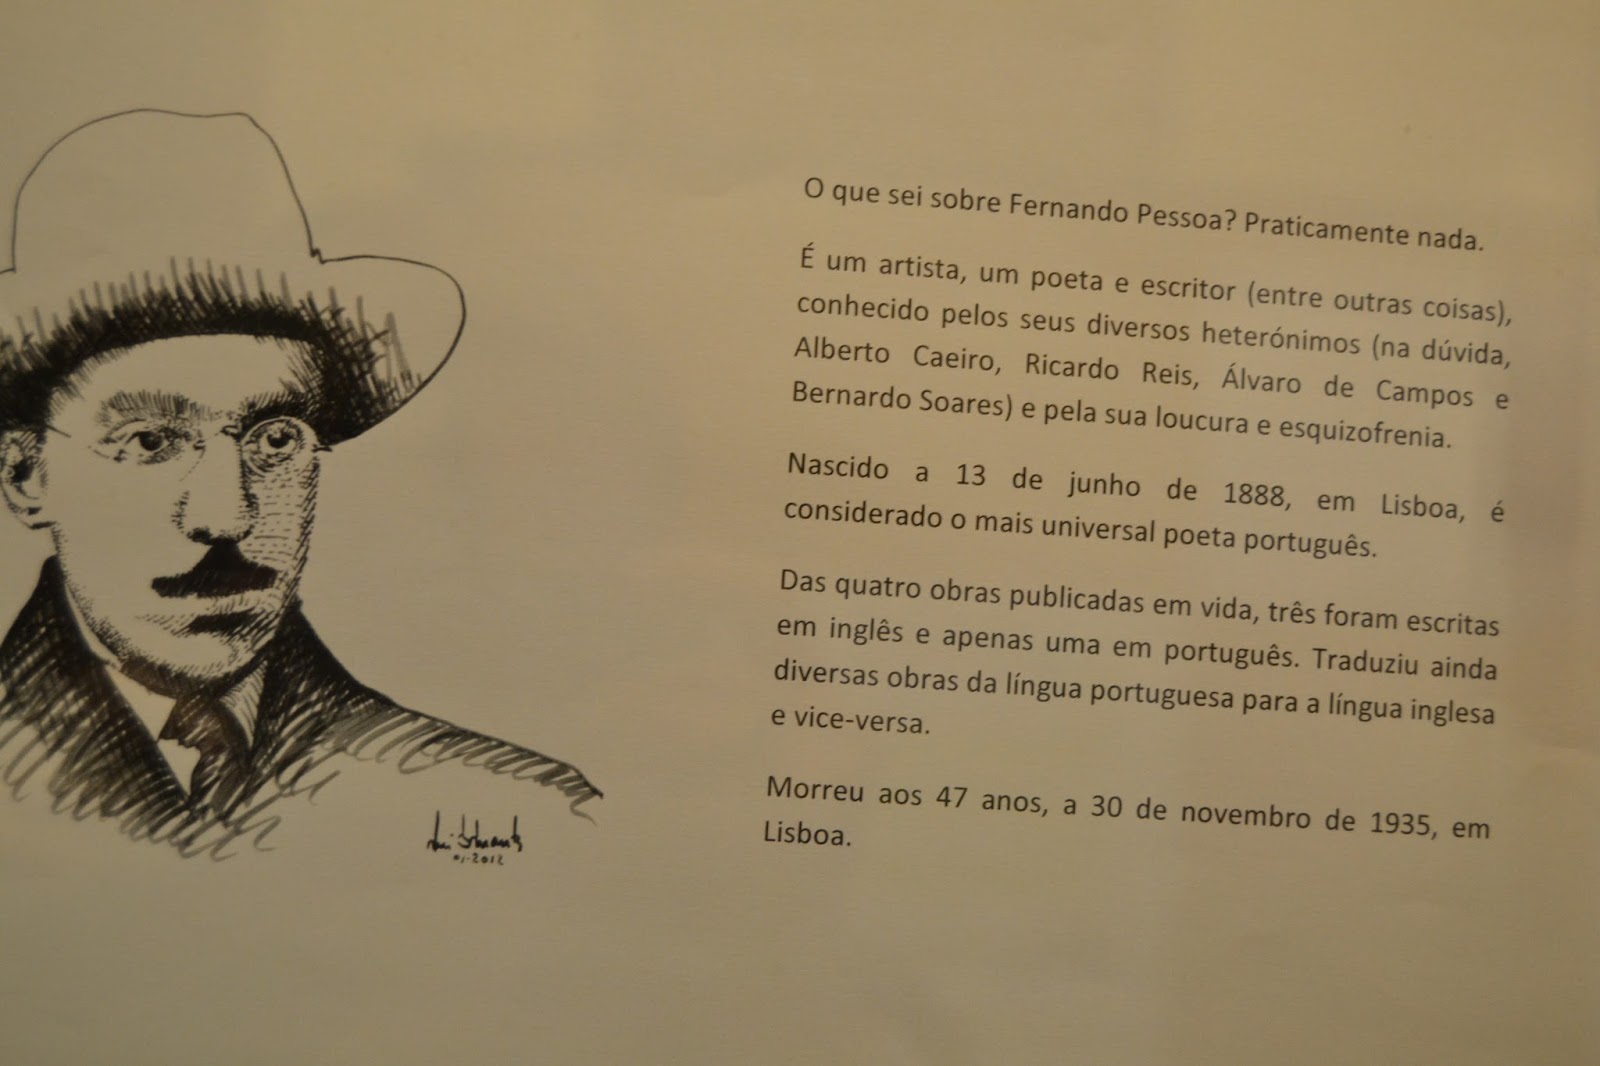 O que sei sobre Fernando Pessoa? Praticamente nada.
É um artista, um poeta e escritor (entre outras coisas),
conhecido pelos seus diversos heterónimos (na dúvida,
Alberto Caeiro, Ricardo Reis, Álvaro de Campos e
Bernardo Soares) e pela sua loucura e esquizofrenia.
Nascido a 13 de junho de 1888, em Lisboa, é
considerado o mais universal poeta português.
Das quatro obras publicadas em vida, três foram escritas
em inglês e apenas uma em português. Traduziu ainda
diversas obras da língua portuguesa para a língua inglesa
e vice-versa.
Morreu aos 47 anos, a 30 de novembro de 1935, em
Lisboa.
2012